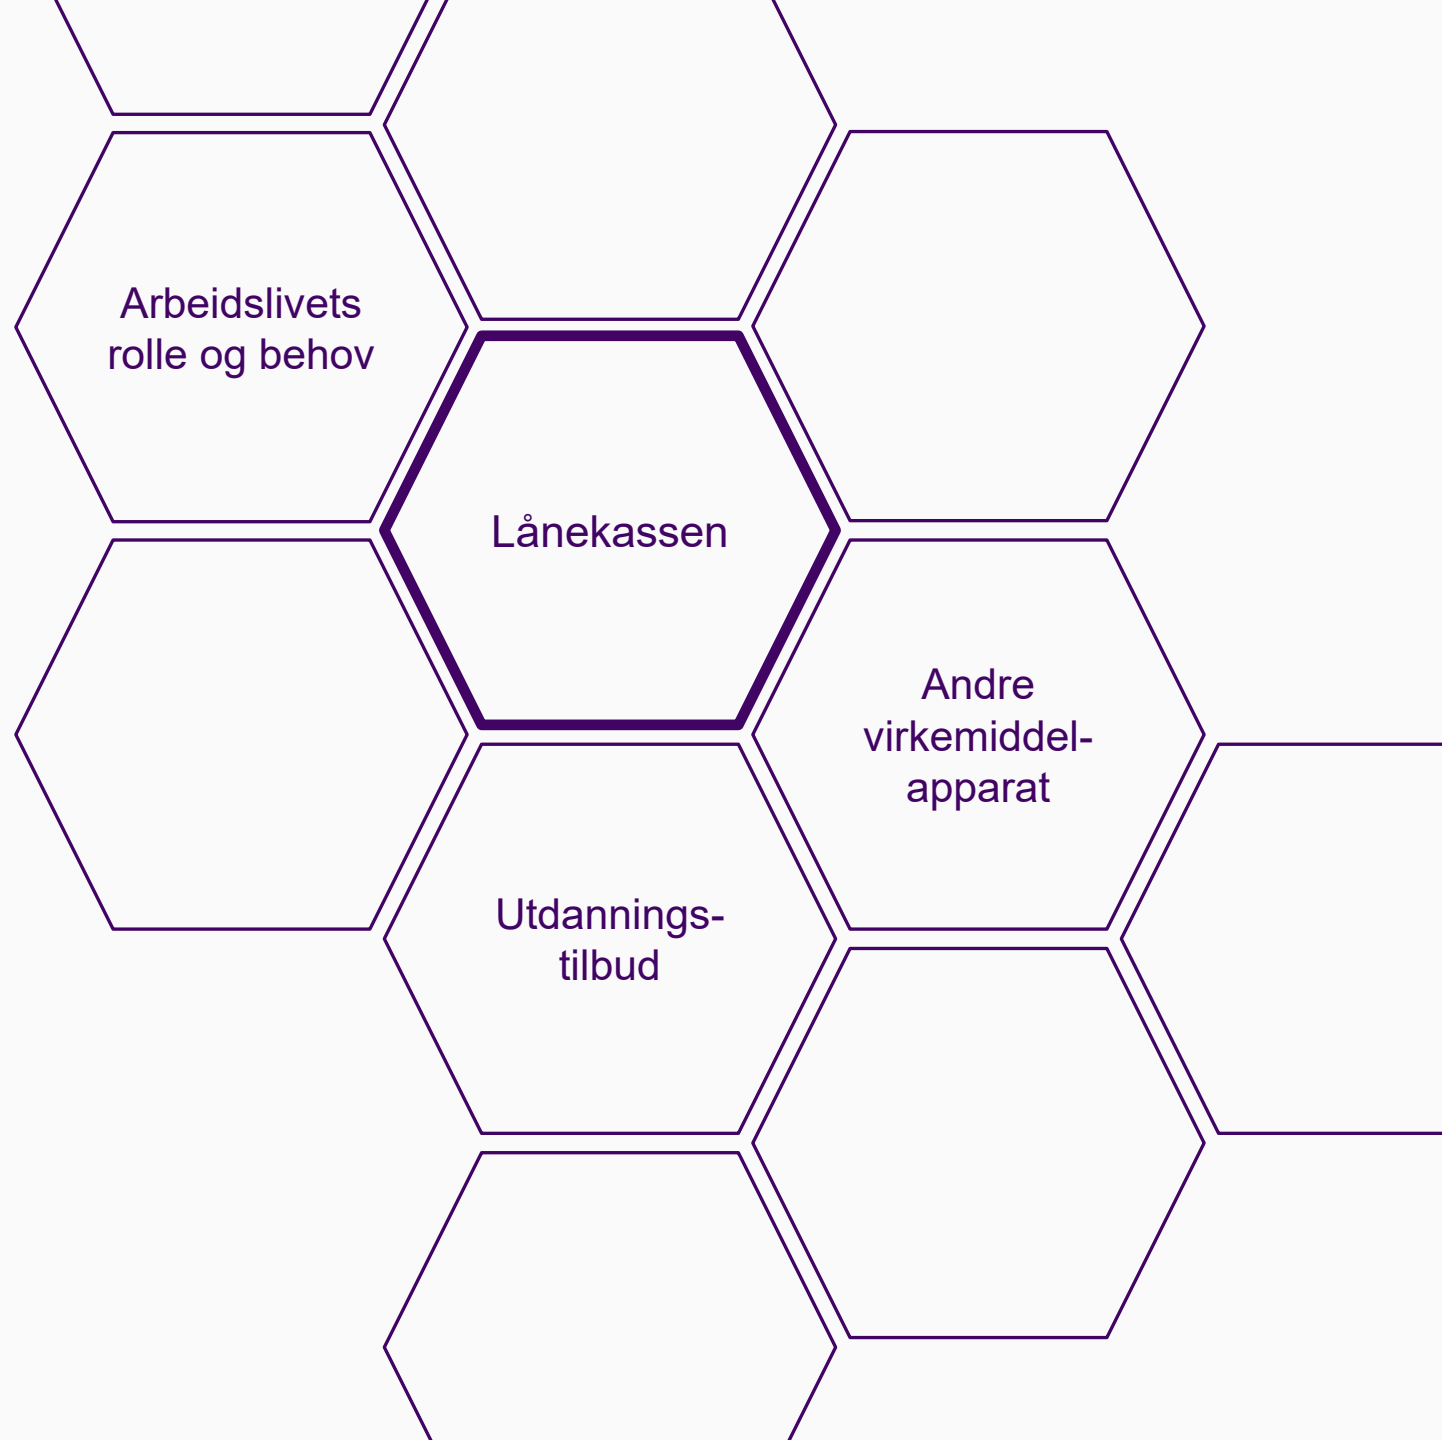 Arbeidslivets
rolle og behov
Lånekassen
Andre
virkemiddel-
apparat
Utdannings-
tilbud